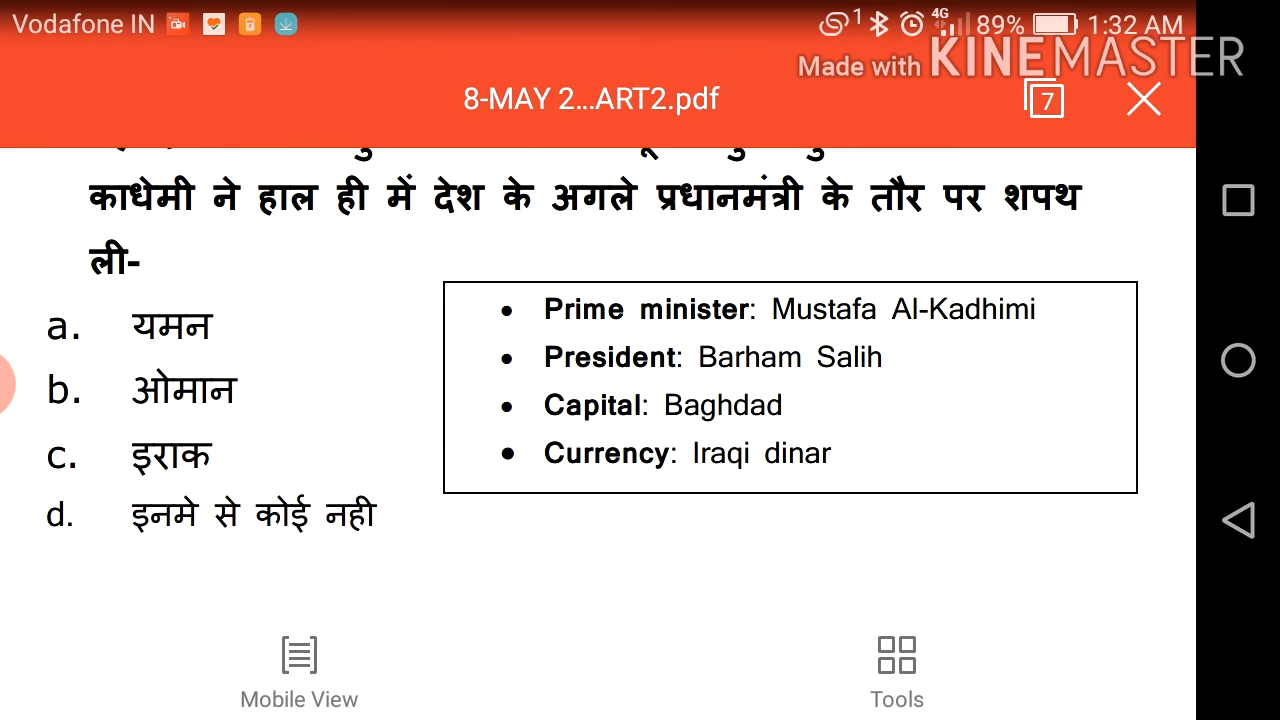 Vodafone IN 1 4G 89% 1:32 AM
Made with KINEMASTER
8-MAY 2...ART2.pdf 7
काधेमी ने हाल ही में देश के अगले प्रधानमंत्री के तौर पर शपथ
ली-
a. यमन
b. ओमान
c. इराक
d. इनमे से कोई नही
• Prime minister: Mustafa Al-Kadhimi
• President: Barham Salih
• Capital: Baghdad
• Currency: Iraqi dinar
Mobile View Tools